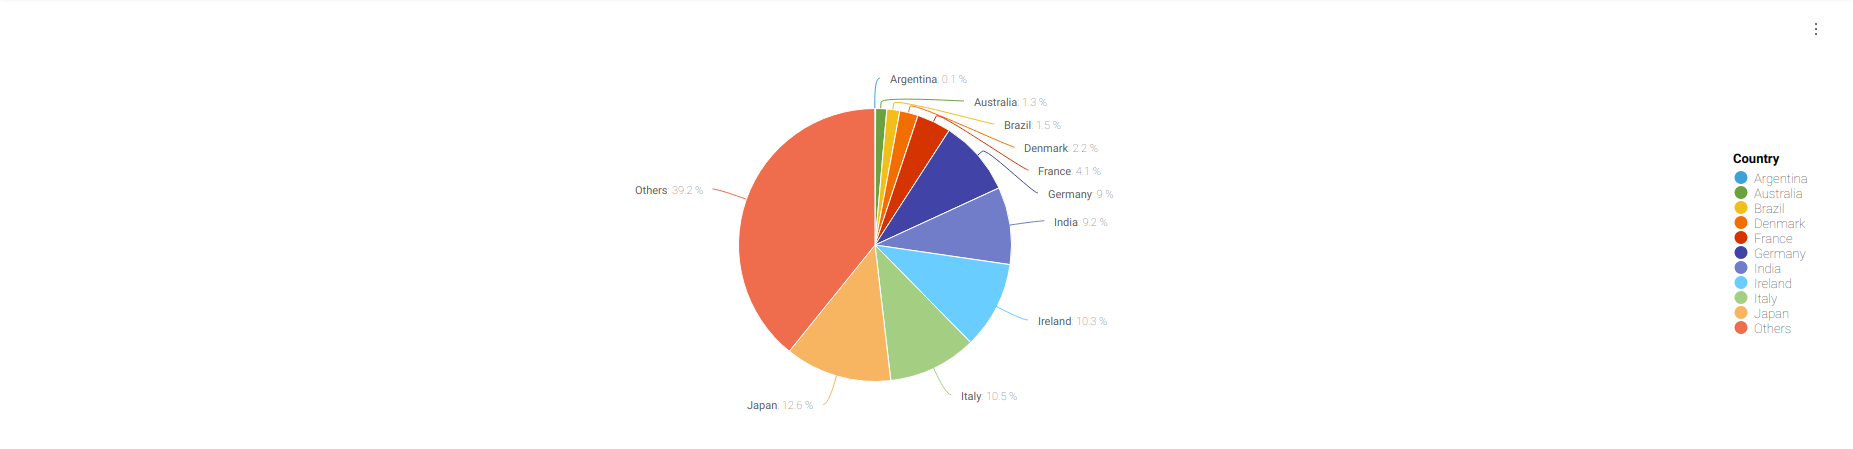 Argentina: 0.1 %
Australia: 1.3 %
Brazil: 1.5 %
Denmark: 2.2 %
France: 4.1 %
Germany: 9 %
Others: 39.2 %
India: 9.2 %
Ireland: 10.3 %
Italy: 10.5 %
Japan: 12.6 %
Country
Argentina
Australia
Brazil
Denmark
France
Germany
India
Ireland
Italy
Japan
Others